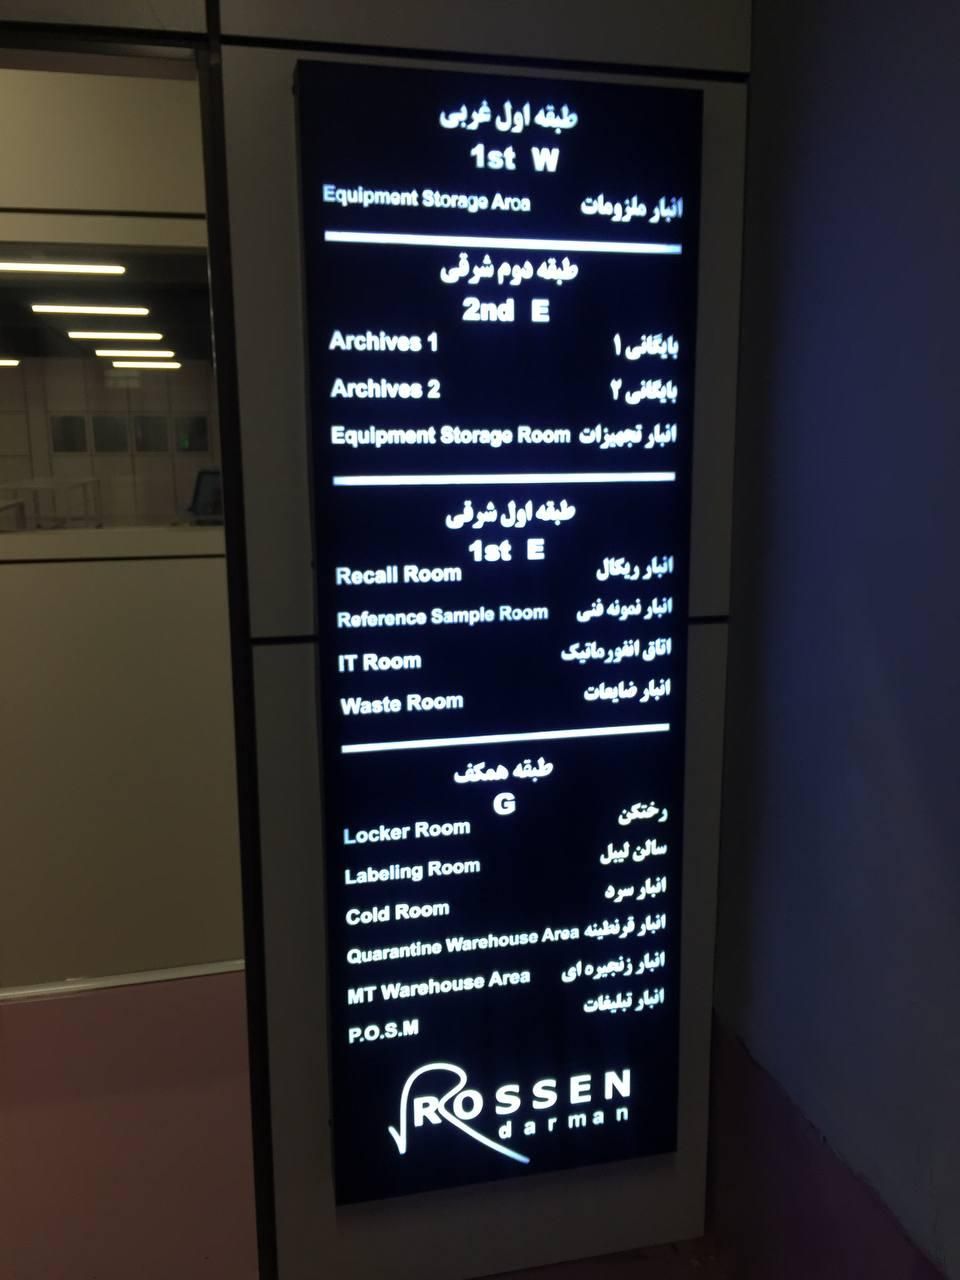 طبقه اول غربی
1st W
Equipment Storage Area انبار ملزومات
طبقه دوم شرقی
2nd E
Archives 1 بایگانی ۱
Archives 2 بایگانی ۲
Equipment Storage Room انبار تجهیزات
طبقه اول شرقی
1st E
Recall Room انبار ریکال
Reference Sample Room انبار نمونه فنی
IT Room اتاق انفورماتیک
Waste Room انبار ضایعات
طبقه همکف
G
Locker Room رختکن
Labeling Room سالن لیبل
Cold Room انبار سرد
Quarantine Warehouse Area انبار قرنطینه
MT Warehouse Area انبار زنجیره ای
P.O.S.M انبار تبلیغات
ROSSEN
darman